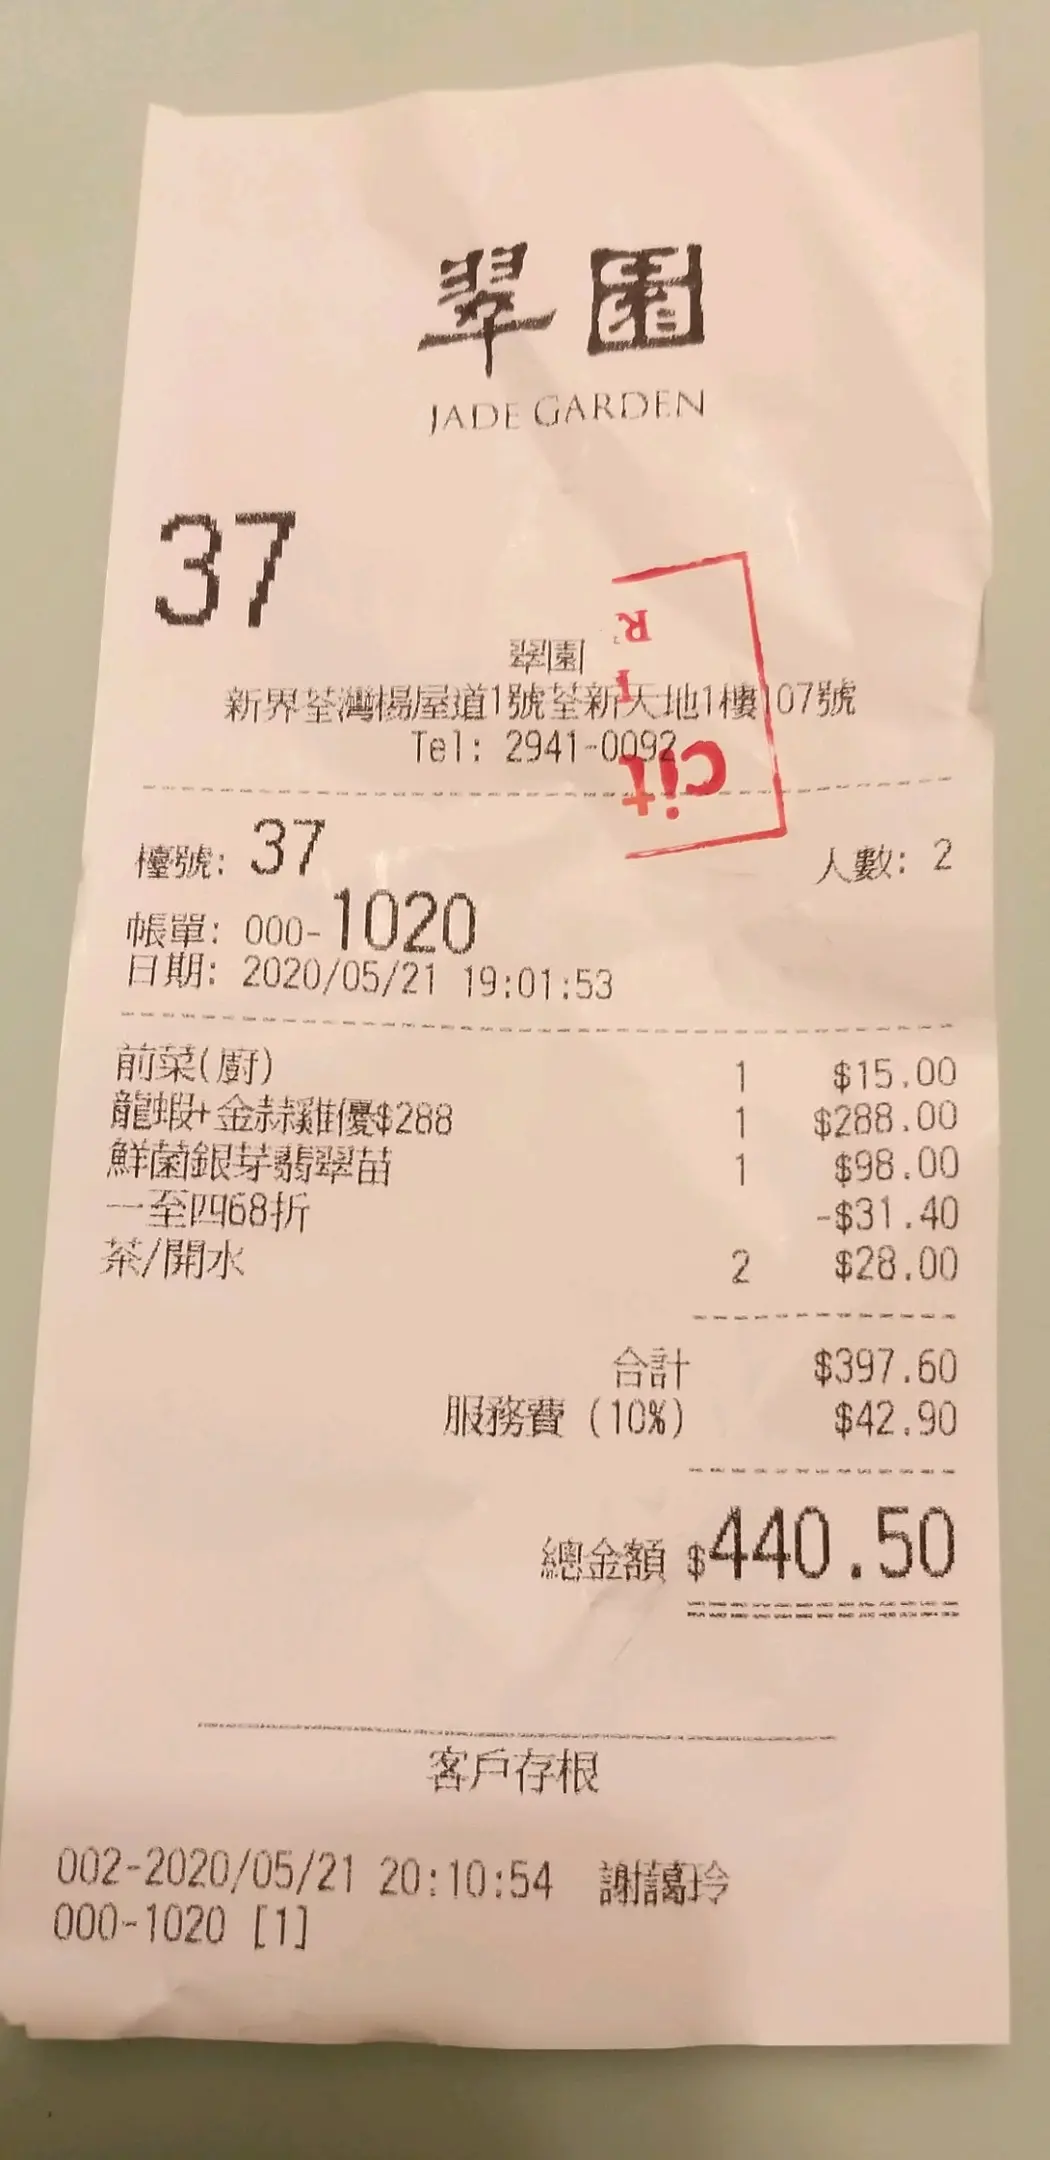 翠園
JADE GARDEN
37
翠園
新界荃灣楊屋道1號荃新天地1樓107號
Tel: 2941-0092
cit
檯號: 37
人數: 2
帳單: 000-1020
日期: 2020/05/21 19:01:53
前菜(廚) 1 $15.00
龍蝦+金蒜雞優$288 1 $288.00
鮮菌銀芽翡翠苗 1 $98.00
一至四68折 -$31.40
茶/開水 2 $28.00
合計 $397.60
服務費 (10%) $42.90
總金額 $440.50
客戶存根
002-2020/05/21 20:10:54 謝靄玲
000-1020 [1]